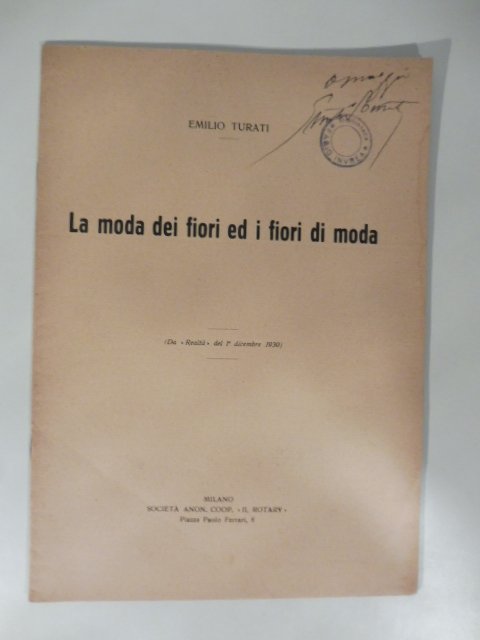 omaggio
EMILIO TURATI
La moda dei fiori ed i fiori di moda
(Da «Realtà» del 1° dicembre 1930)
MILANO
SOCIETÀ ANON. COOP. «IL ROTARY»
Piazza Paolo Ferrari, 6